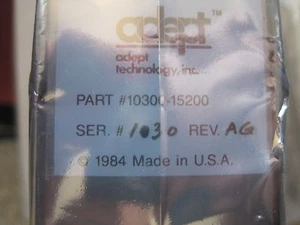 adept™
adept
technology, inc.
PART #10300-15200
SER. # 1030 REV. AG
© 1984 Made in U.S.A.